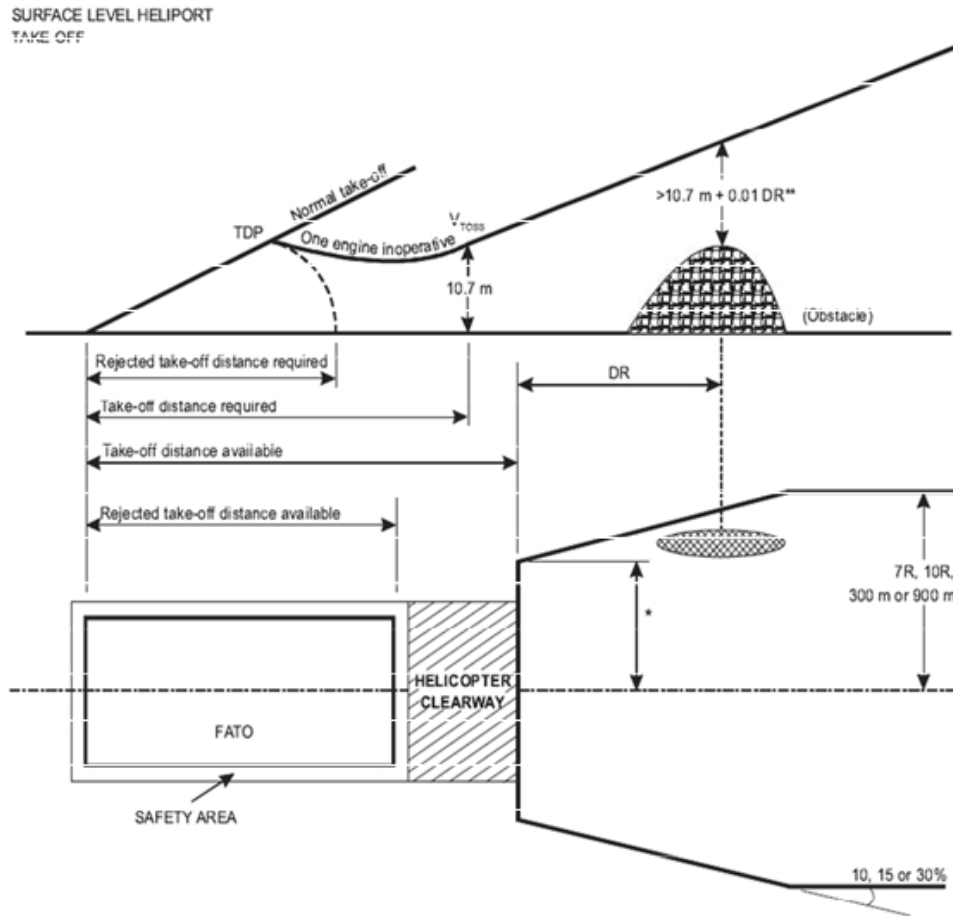 SURFACE LEVEL HELIPORT
TAKE OFF
Normal take-off
TDP
One engine inoperative
VTOSS
>10.7 m + 0.01 DR**
10.7 m
(Obstacle)
Rejected take-off distance required
DR
Take-off distance required
Take-off distance available
Rejected take-off distance available
7R, 10R,
300 m or 900 m
*
HELICOPTER
CLEARWAY
FATO
SAFETY AREA
10, 15 or 30%